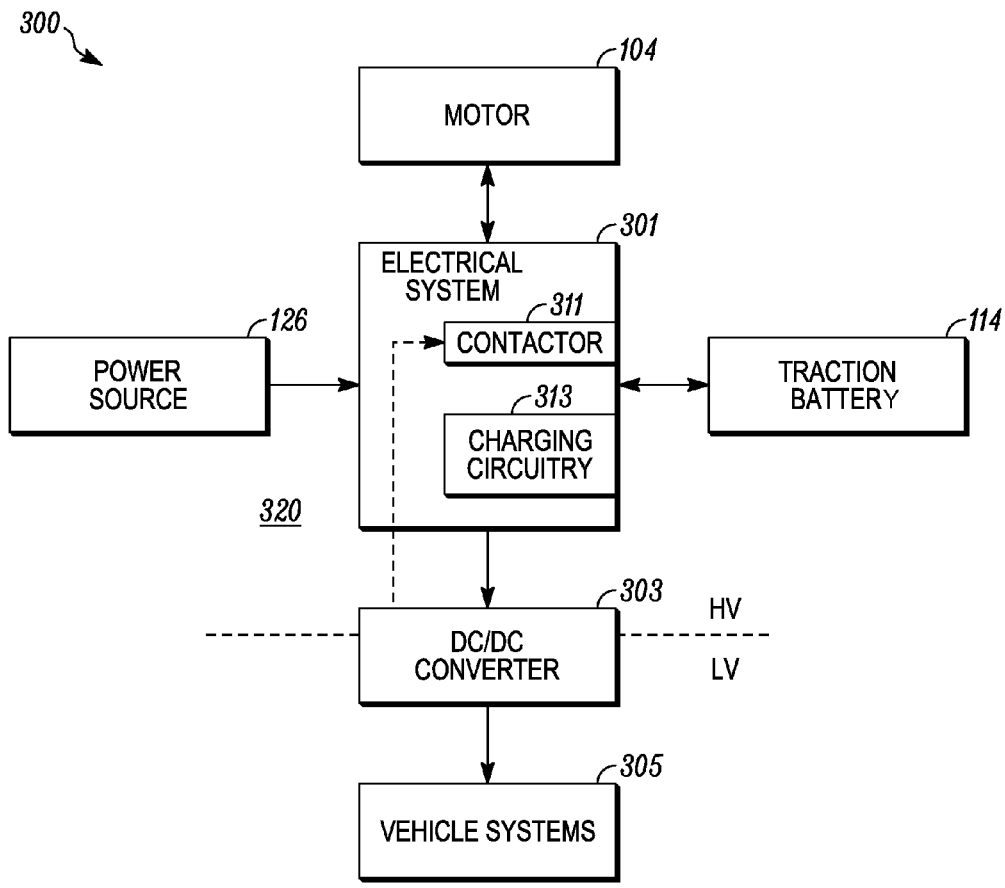 300
104
MOTOR
301
ELECTRICAL
SYSTEM
311
CONTACTOR
126
POWER
SOURCE
114
TRACTION
BATTERY
313
CHARGING
CIRCUITRY
320
303
HV
DC/DC
CONVERTER
LV
305
VEHICLE SYSTEMS